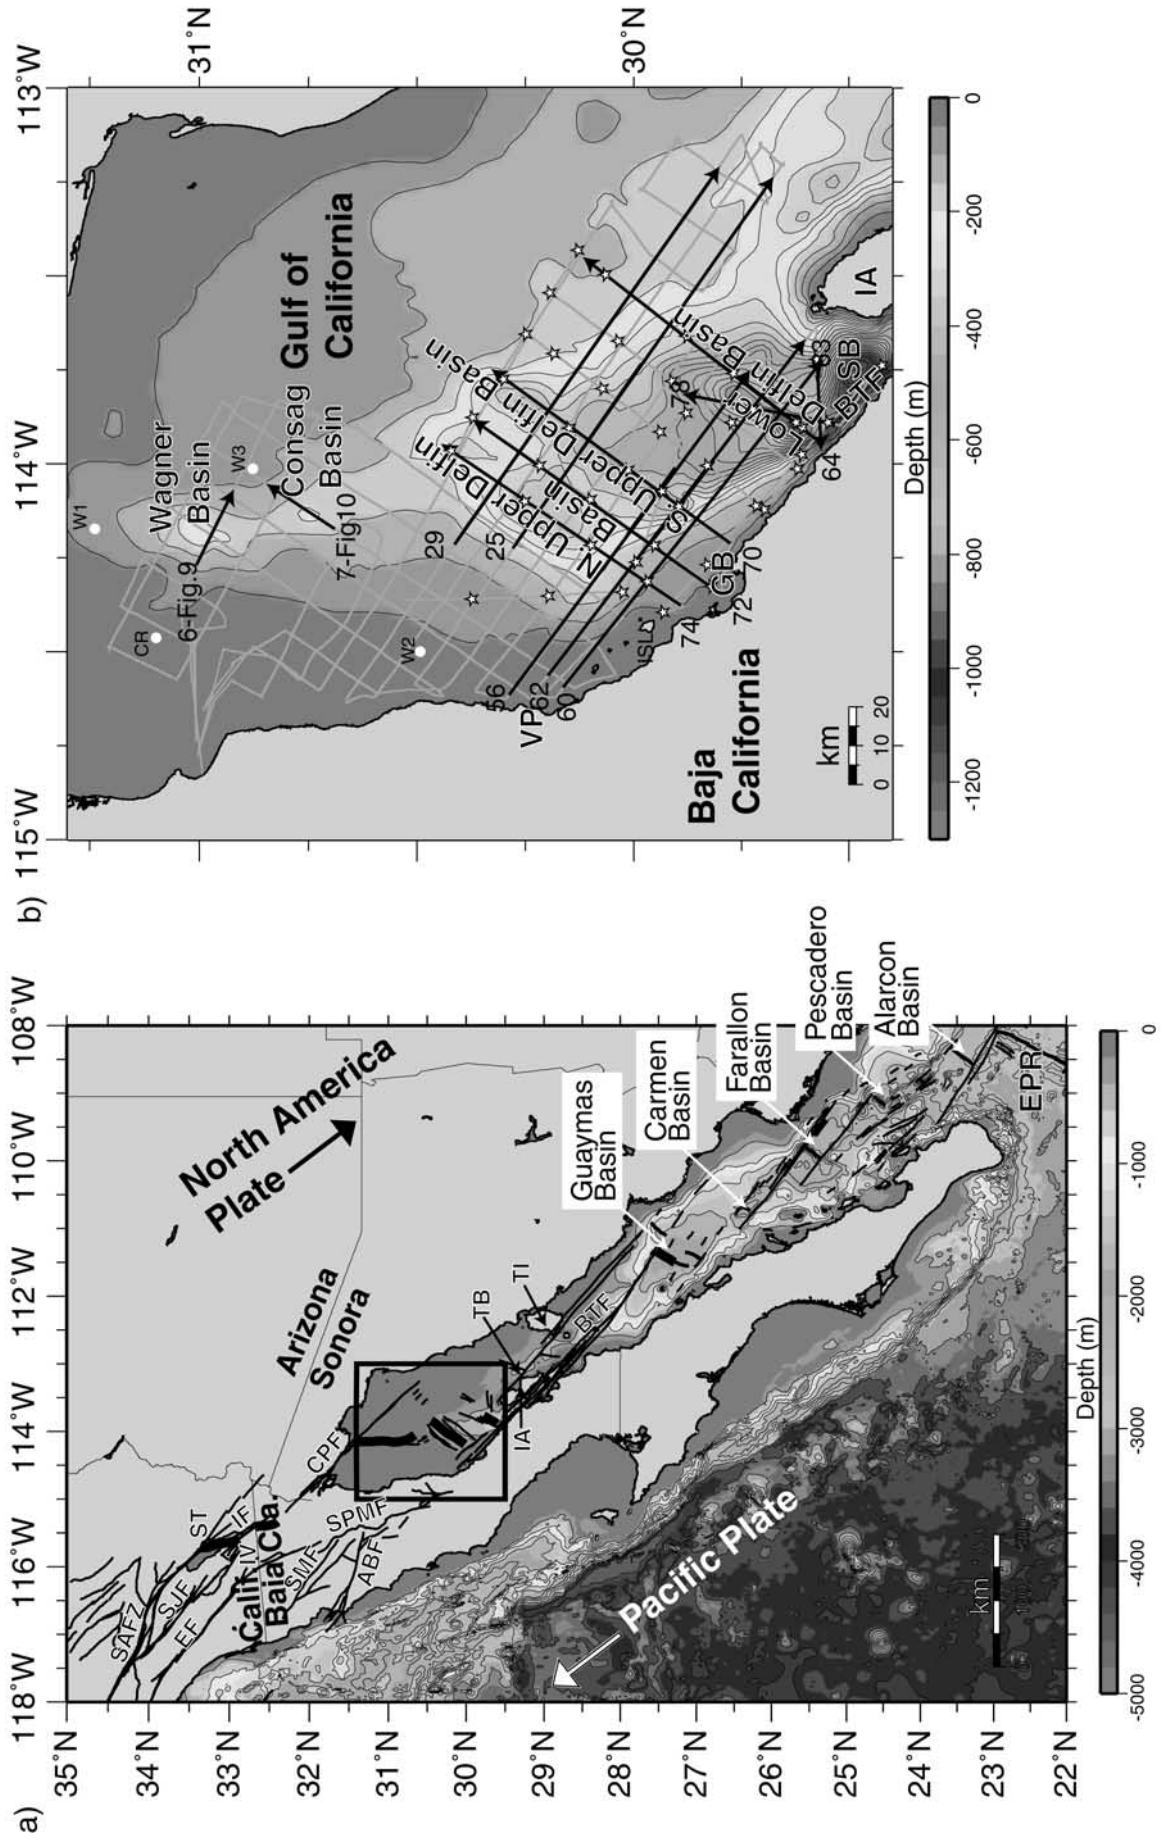 a)
118°W
116°W
114°W
112°W
110°W
108°W
35°N
34°N
33°N
32°N
31°N
30°N
29°N
28°N
27°N
26°N
25°N
24°N
23°N
22°N
North America
Plate
Arizona
Sonora
SAFZ
SJF
EF
ST
IF
IV
Calif.
Baja Cta.
SMF
SPMF
ABF
CPF
TB
TI
IA
BTF
Guaymas
Basin
Carmen
Basin
Farallon
Basin
Pescadero
Basin
Alarcon
Basin
EPR
Pacific Plate
km
-5000
-4000
-3000
-2000
-1000
0
Depth (m)
b)
115°W
114°W
113°W
31°N
30°N
W1
CR
W3
W2
Wagner
Basin
Consag
Basin
Gulf of
California
6-Fig.9
7-Fig10
29
25
56
62
60
VP
N. Upper Delfin
Basin
S. Upper Delfin Basin
Lower
Delfin Basin
78
33
64
SB
BTF
IA
GB
70
72
74
ISL
Baja
California
km
0 10 20
-1200
-1000
-800
-600
-400
-200
0
Depth (m)